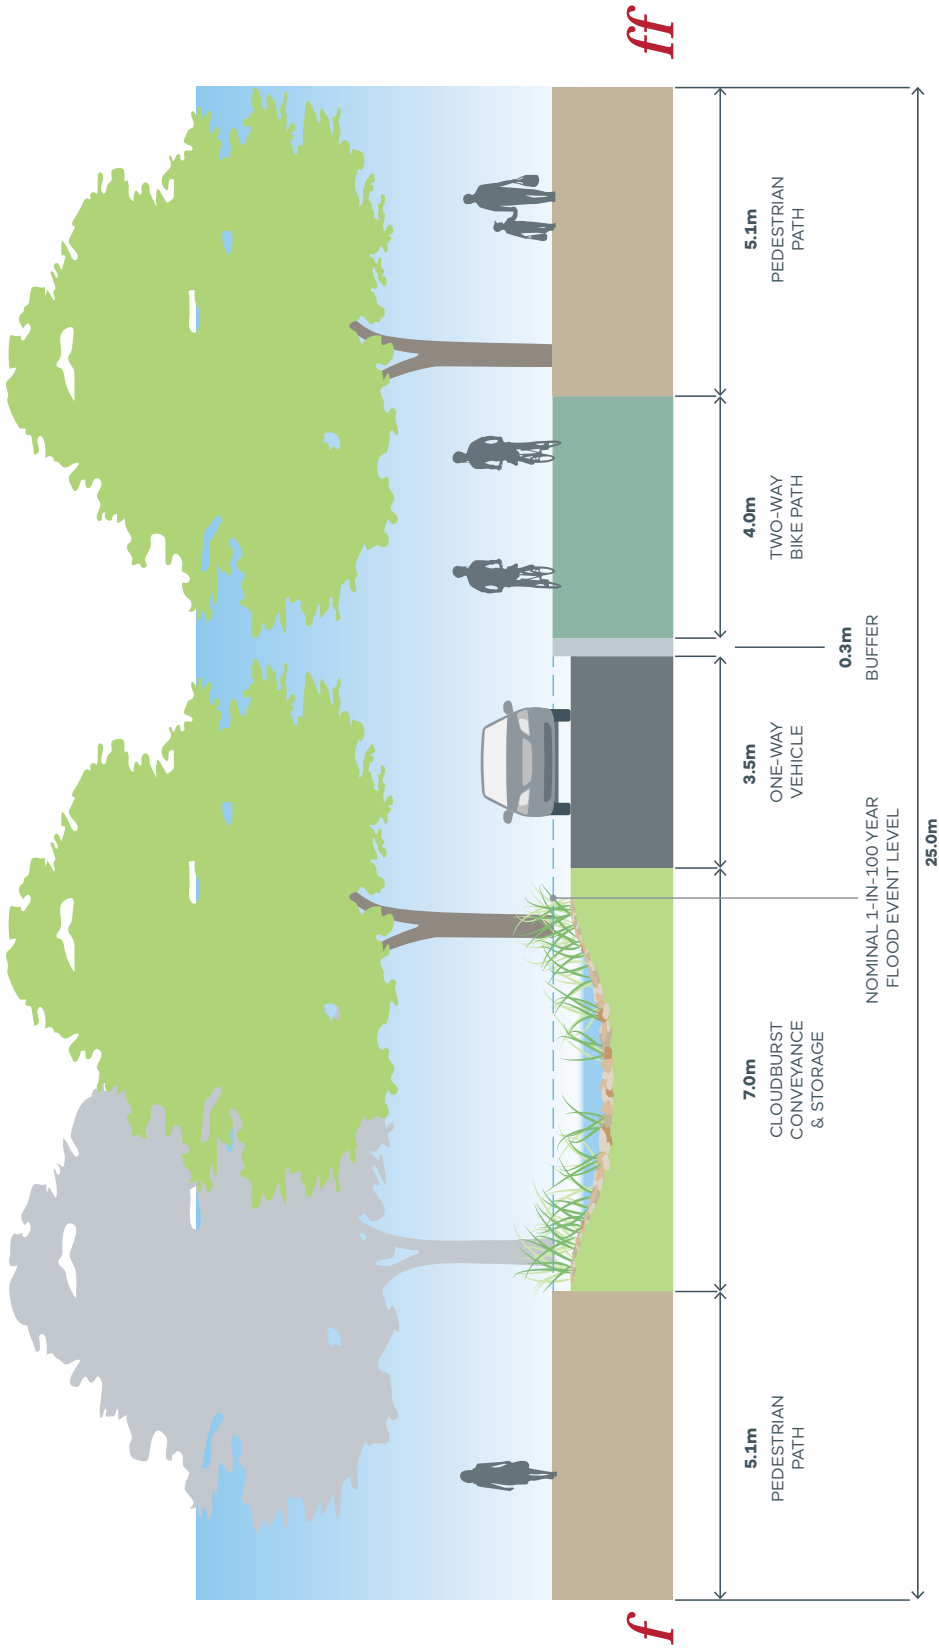 f
ff
5.1m
PEDESTRIAN
PATH
7.0m
CLOUDBURST
CONVEYANCE
& STORAGE
3.5m
ONE-WAY
VEHICLE
4.0m
TWO-WAY
BIKE PATH
5.1m
PEDESTRIAN
PATH
0.3m
BUFFER
NOMINAL 1-IN-100 YEAR
FLOOD EVENT LEVEL
25.0m